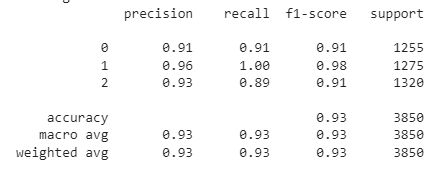 precision recall f1-score support
0 0.91 0.91 0.91 1255
1 0.96 1.00 0.98 1275
2 0.93 0.89 0.91 1320
accuracy 0.93 3850
macro avg 0.93 0.93 0.93 3850
weighted avg 0.93 0.93 0.93 3850